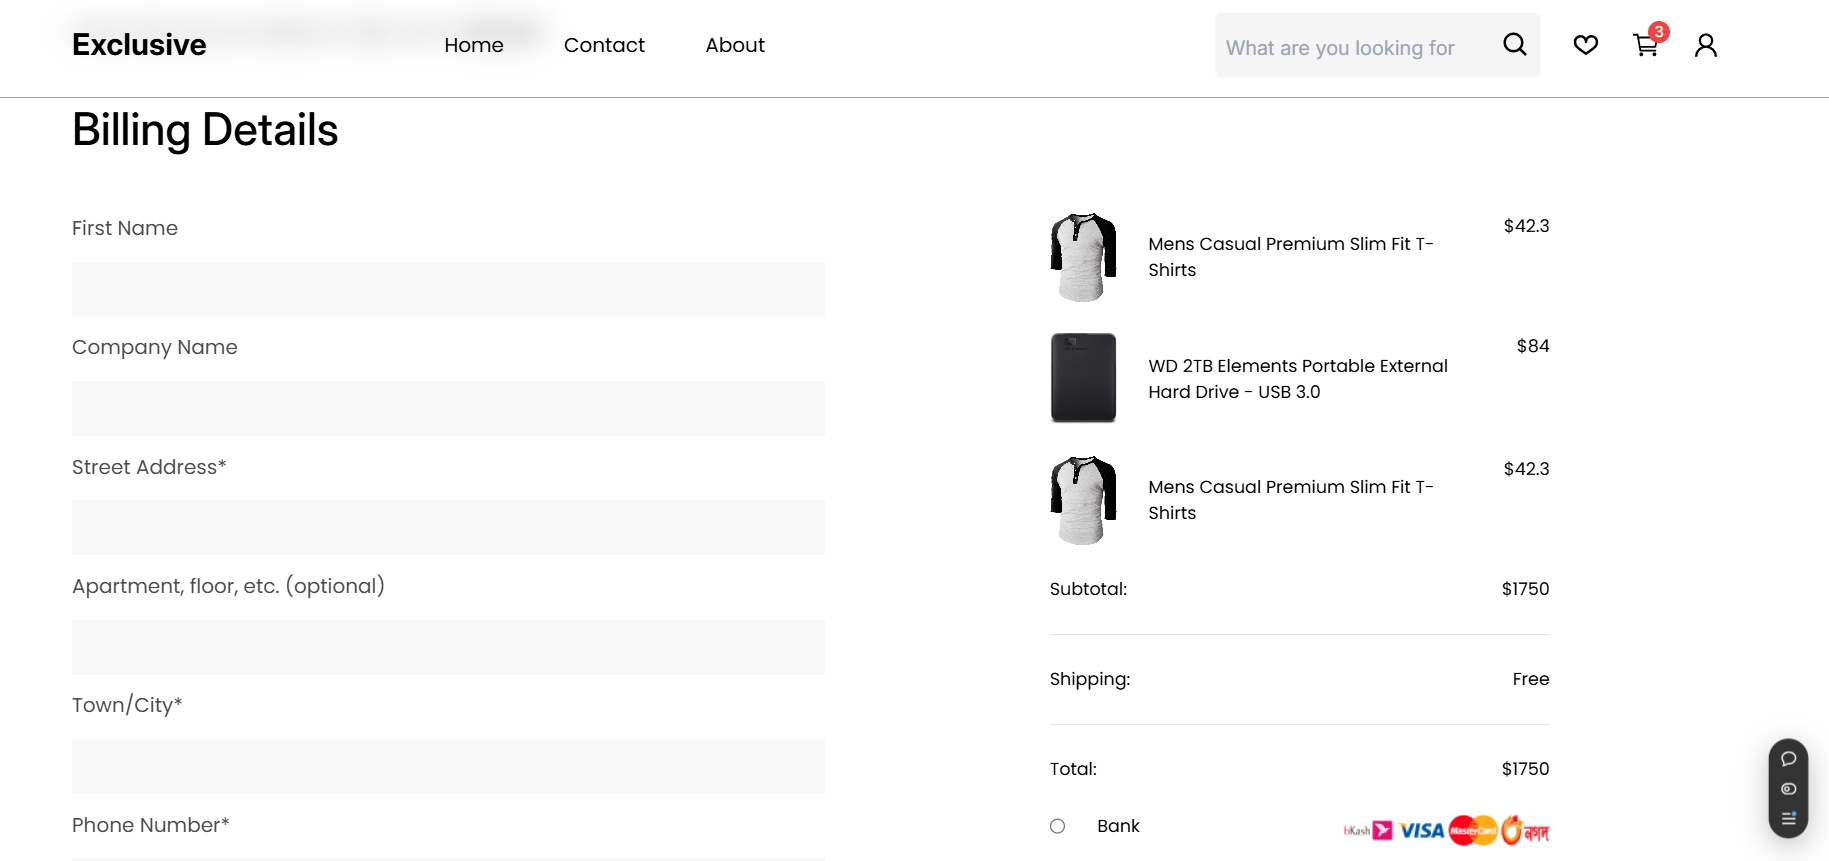 Exclusive
Home
Contact
About
What are you looking for
3
Billing Details
First Name
Company Name
Street Address*
Apartment, floor, etc. (optional)
Town/City*
Phone Number*
Mens Casual Premium Slim Fit T-
Shirts
$42.3
WD 2TB Elements Portable External
Hard Drive - USB 3.0
$84
Mens Casual Premium Slim Fit T-
Shirts
$42.3
Subtotal:
$1750
Shipping:
Free
Total:
$1750
Bank
bKash
VISA
MasterCard
নগদ